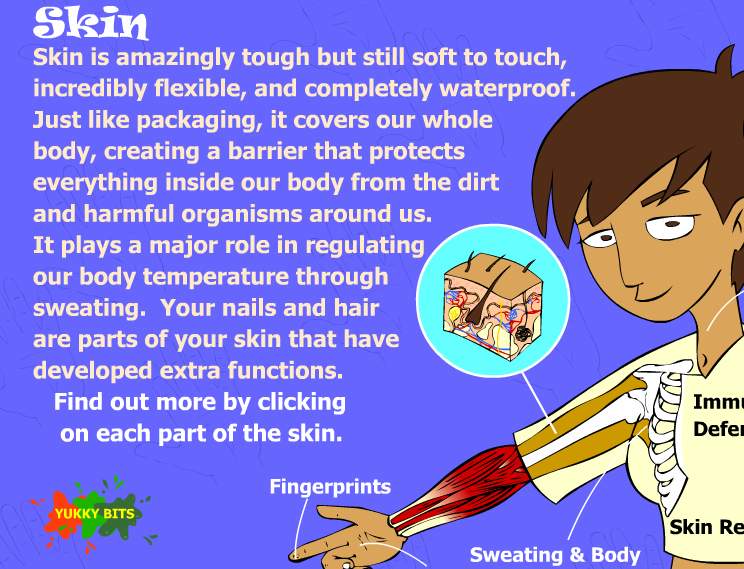 Skin
Skin is amazingly tough but still soft to touch,
incredibly flexible, and completely waterproof.
Just like packaging, it covers our whole
body, creating a barrier that protects
everything inside our body from the dirt
and harmful organisms around us.
It plays a major role in regulating
our body temperature through
sweating.  Your nails and hair
are parts of your skin that have
developed extra functions.
Find out more by clicking
on each part of the skin.
Fingerprints
YUKKY BITS
Sweating & Body
Skin